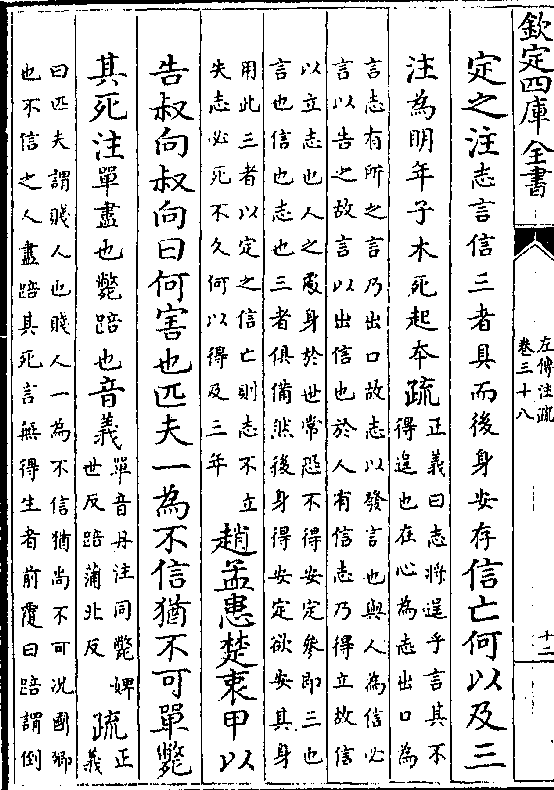 欽定四庫全書
左傳注疏
卷三十八
十二
定之注志言信三者具而後身安存信亡何以及三
注為明年子木死起本疏正義曰志將逞乎言其不
得逞也在心為志出口為
言志有所之言乃出口故志以發言也與人為信必
言以告之故言以出信也於人有信志乃得立故信
以立志也人之處身於世常恐不得安定參即三也
言也信也志也三者俱備然後身得安定欲安其身
用此三者以定之信亡則志不立
失志必死不久何以得及三年趙孟患楚衷甲以
告叔向叔向曰何害也匹夫一為不信猶不可單斃
其死注單盡也斃踣也音義單音丹注同斃婢
世反踣蒲北反疏正
義
曰匹夫謂賤人也賤人一為不信猶尚不可況國卿
也不信之人盡踣其死言無得生者前覆曰踣謂倒